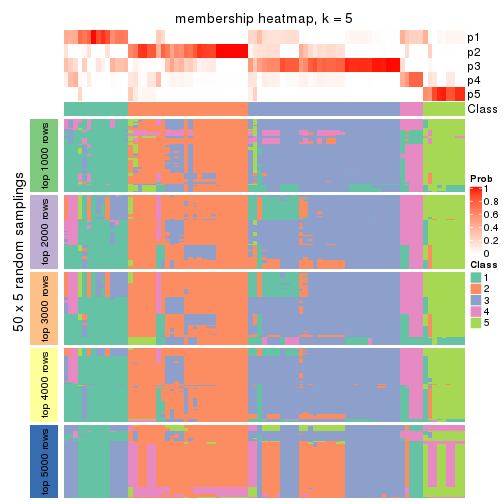 membership heatmap, k = 5
p1
p2
p3
p4
p5
Class
50 x 5 random samplings
top 1000 rows
top 2000 rows
top 3000 rows
top 4000 rows
top 5000 rows
Prob
1
0.8
0.6
0.4
0.2
0
Class
1
2
3
4
5